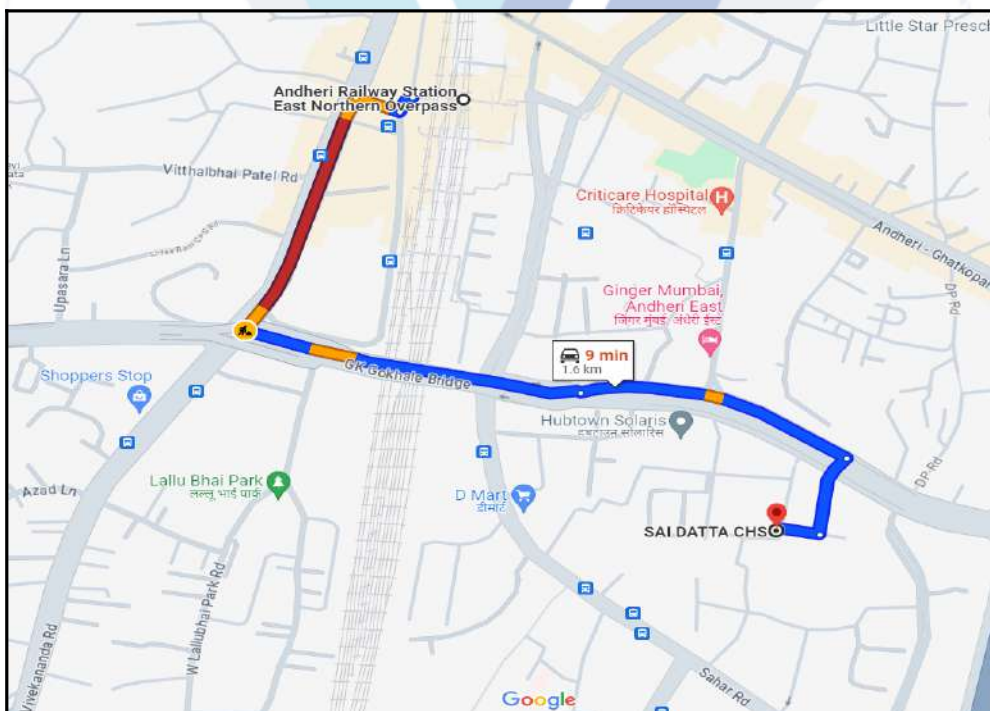 Little Star Presch
Andheri Railway Station
East Northern Overpass
Vitthalbhai Patel Rd
Criticare Hospital
क्रिटिकेयर हॉस्पिटल
H
Andheri - Ghatkopar
Upasara Ln
DP Rd
Ginger Mumbai,
Andheri East
जिंजर मुंबई, अंधेरी ईस्ट
9 min
1.6 km
GK Gokhale Bridge
Shoppers Stop
Hubtown Solaris
हबटाउन सोलारिस
DP Rd
Lallu Bhai Park
लल्लू भाई पार्क
Azad Ln
D Mart
डीमार्ट
SAI DATTA CHS
W Lallubhai Park Rd
Vivekananda Rd
Sahar Rd
Google